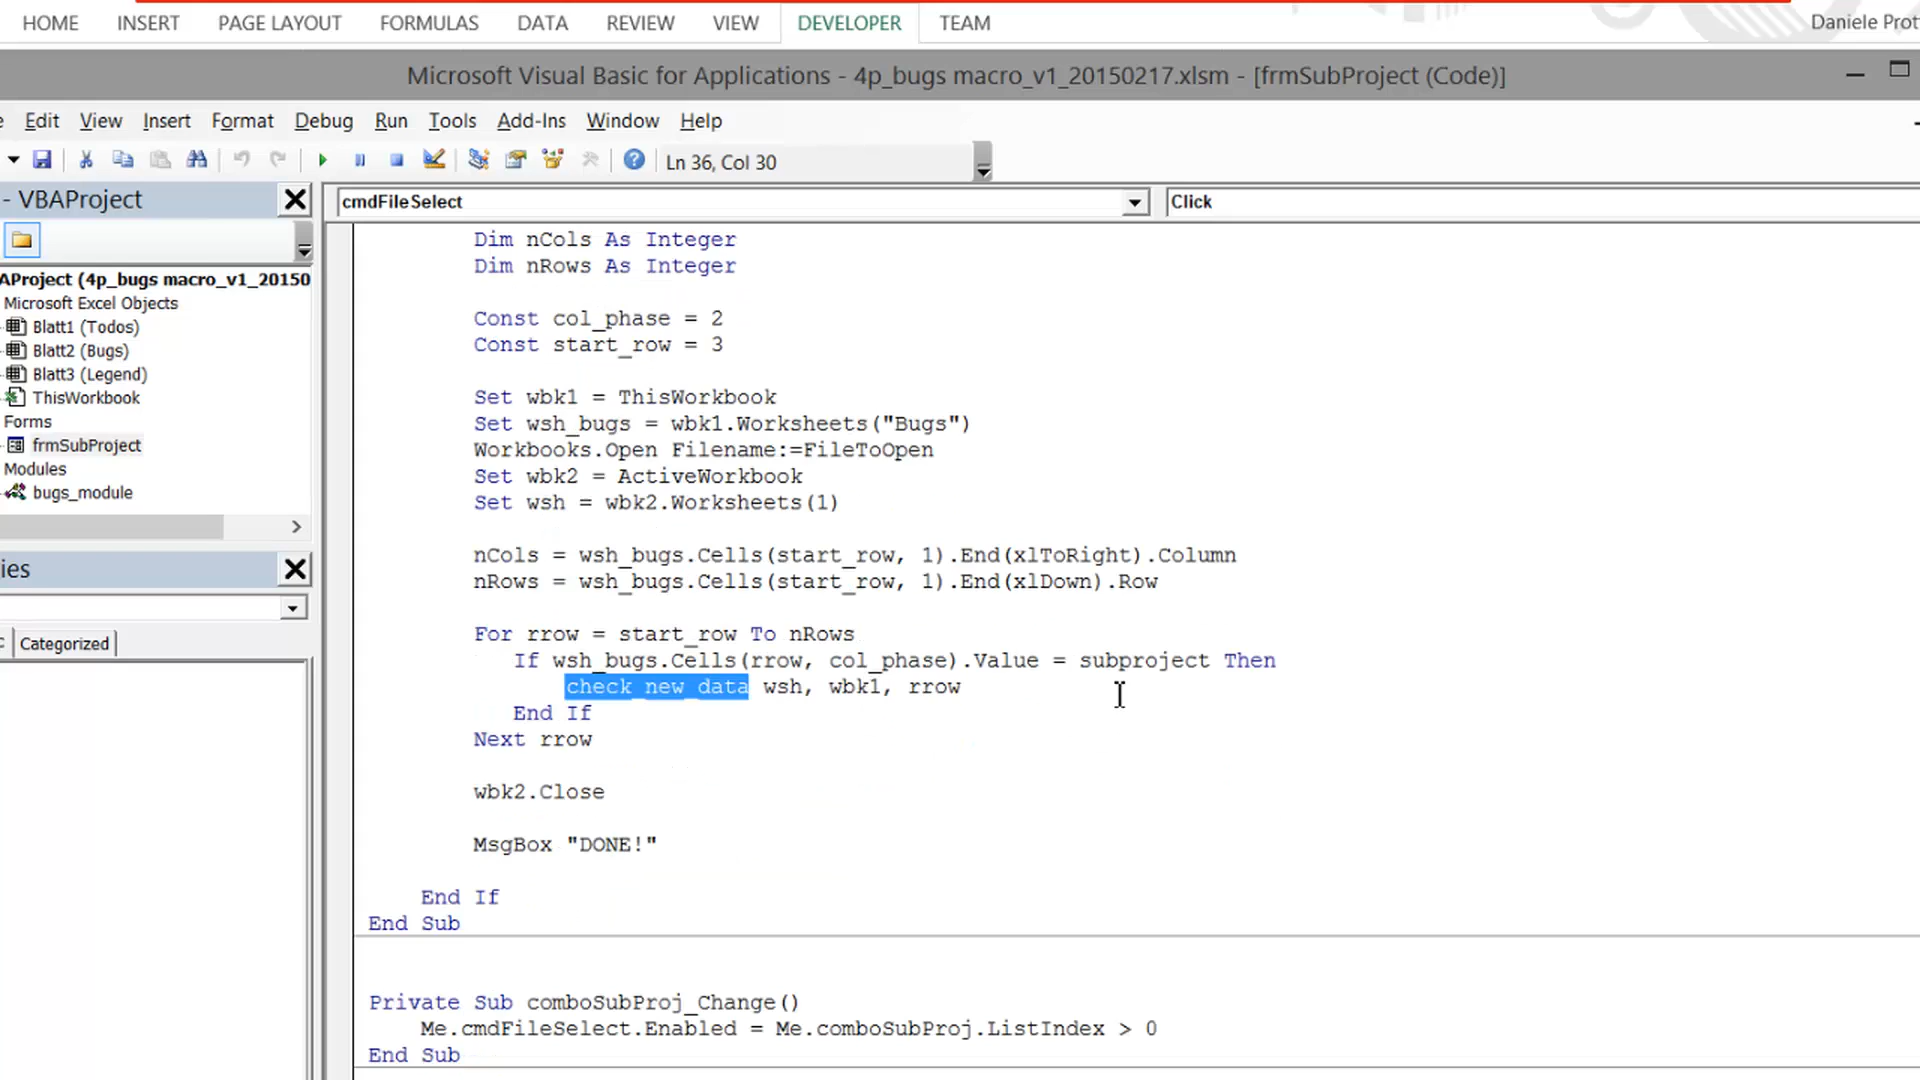 HOME INSERT PAGE LAYOUT FORMULAS DATA REVIEW VIEW DEVELOPER TEAM Daniele Prot
Microsoft Visual Basic for Applications - 4p_bugs macro_v1_20150217.xlsm - [frmSubProject (Code)]
e Edit View Insert Format Debug Run Tools Add-Ins Window Help
Ln 36, Col 30
- VBAProject
cmdFileSelect Click
AProject (4p_bugs macro_v1_20150
Microsoft Excel Objects
Blatt1 (Todos)
Blatt2 (Bugs)
Blatt3 (Legend)
ThisWorkbook
Forms
frmSubProject
Modules
bugs_module
ies
c Categorized
Dim nCols As Integer
Dim nRows As Integer
Const col_phase = 2
Const start_row = 3
Set wbk1 = ThisWorkbook
Set wsh_bugs = wbk1.Worksheets("Bugs")
Workbooks.Open Filename:=FileToOpen
Set wbk2 = ActiveWorkbook
Set wsh = wbk2.Worksheets(1)
nCols = wsh_bugs.Cells(start_row, 1).End(xlToRight).Column
nRows = wsh_bugs.Cells(start_row, 1).End(xlDown).Row
For rrow = start_row To nRows
If wsh_bugs.Cells(rrow, col_phase).Value = subproject Then
check_new_data wsh, wbk1, rrow
End If
Next rrow
wbk2.Close
MsgBox "DONE!"
End If
End Sub
Private Sub comboSubProj_Change()
Me.cmdFileSelect.Enabled = Me.comboSubProj.ListIndex > 0
End Sub